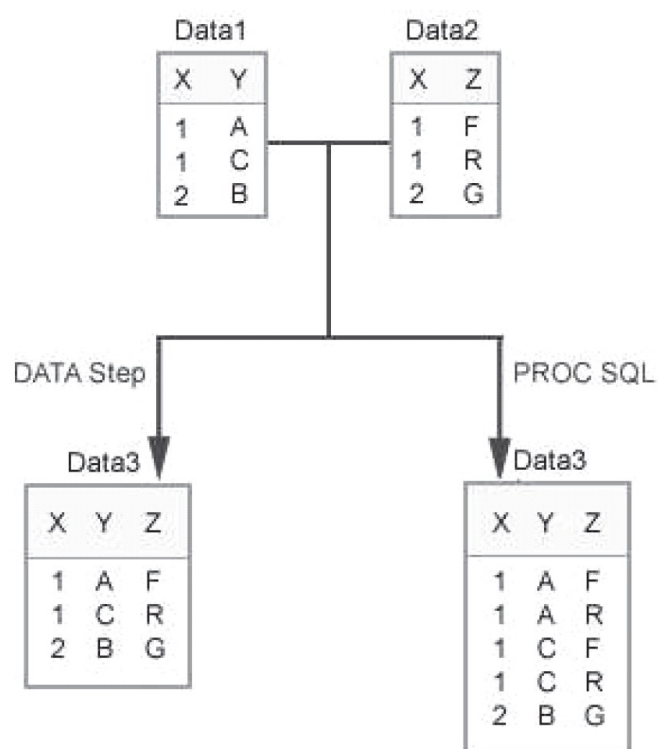 Data1
X Y
1 A
1 C
2 B
Data2
X Z
1 F
1 R
2 G
DATA Step
PROC SQL
Data3
X Y Z
1 A F
1 C R
2 B G
Data3
X Y Z
1 A F
1 A R
1 C F
1 C R
2 B G